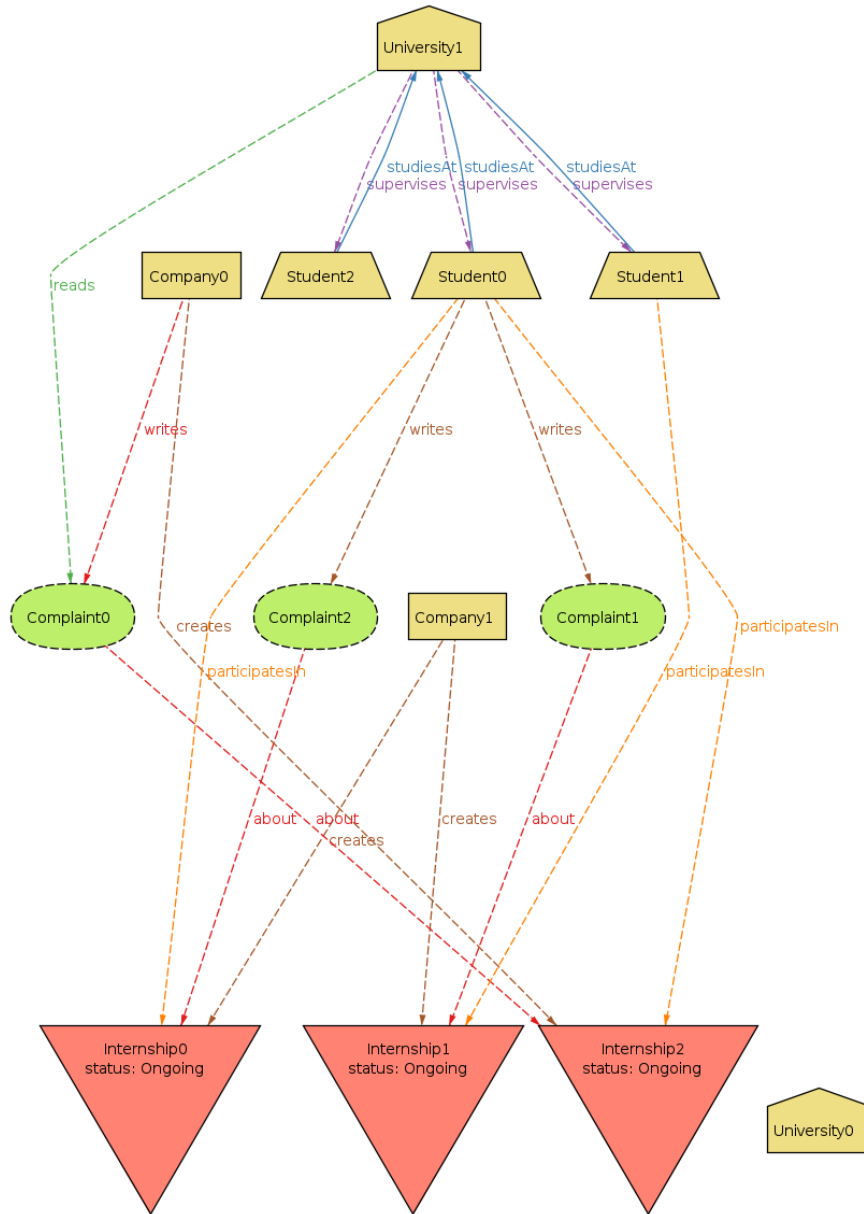 University1
studiesAt
studiesAt
studiesAt
supervises
supervises
supervises
Company0
Student2
Student0
Student1
reads
writes
writes
writes
Complaint0
Complaint2
Company1
Complaint1
creates
participatesIn
participatesIn
participatesIn
about
about
creates
about
creates
Internship0
status: Ongoing
Internship1
status: Ongoing
Internship2
status: Ongoing
University0